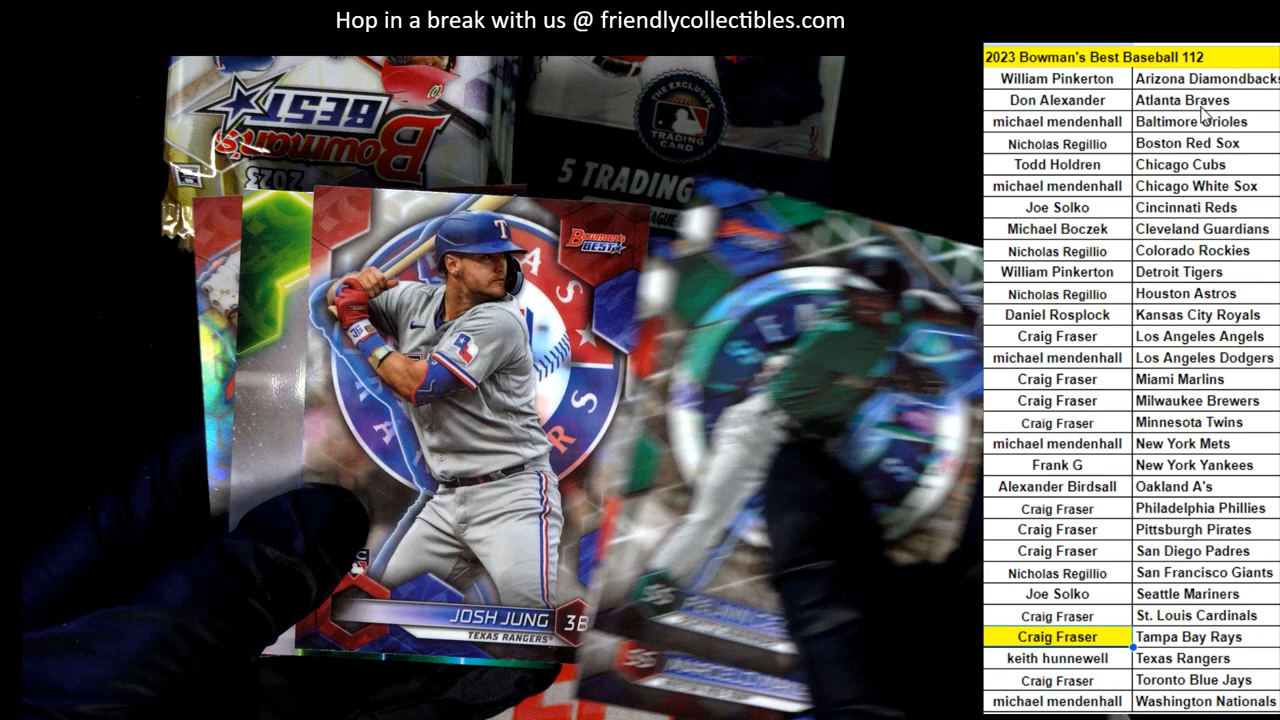 Hop in a break with us @ friendlycollectibles.com
2023 Bowman's Best Baseball 112
William Pinkerton Arizona Diamondbacks
Don Alexander Atlanta Braves
michael mendenhall Baltimore Orioles
Nicholas Regillio Boston Red Sox
Todd Holdren Chicago Cubs
michael mendenhall Chicago White Sox
Joe Solko Cincinnati Reds
Michael Boczek Cleveland Guardians
Nicholas Regillio Colorado Rockies
William Pinkerton Detroit Tigers
Nicholas Regillio Houston Astros
Daniel Rosplock Kansas City Royals
Craig Fraser Los Angeles Angels
michael mendenhall Los Angeles Dodgers
Craig Fraser Miami Marlins
Craig Fraser Milwaukee Brewers
Craig Fraser Minnesota Twins
michael mendenhall New York Mets
Frank G New York Yankees
Alexander Birdsall Oakland A's
Craig Fraser Philadelphia Phillies
Craig Fraser Pittsburgh Pirates
Craig Fraser San Diego Padres
Nicholas Regillio San Francisco Giants
Joe Solko Seattle Mariners
Craig Fraser St. Louis Cardinals
Craig Fraser Tampa Bay Rays
keith hunnewell Texas Rangers
Craig Fraser Toronto Blue Jays
michael mendenhall Washington Nationals
2023
Bowman's
BEST
THE EXCLUSIVE
TRADING
CARD
5 TRADING
Bowman's
BEST
T
JOSH JUNG
TEXAS RANGERS
3B
SS
SS